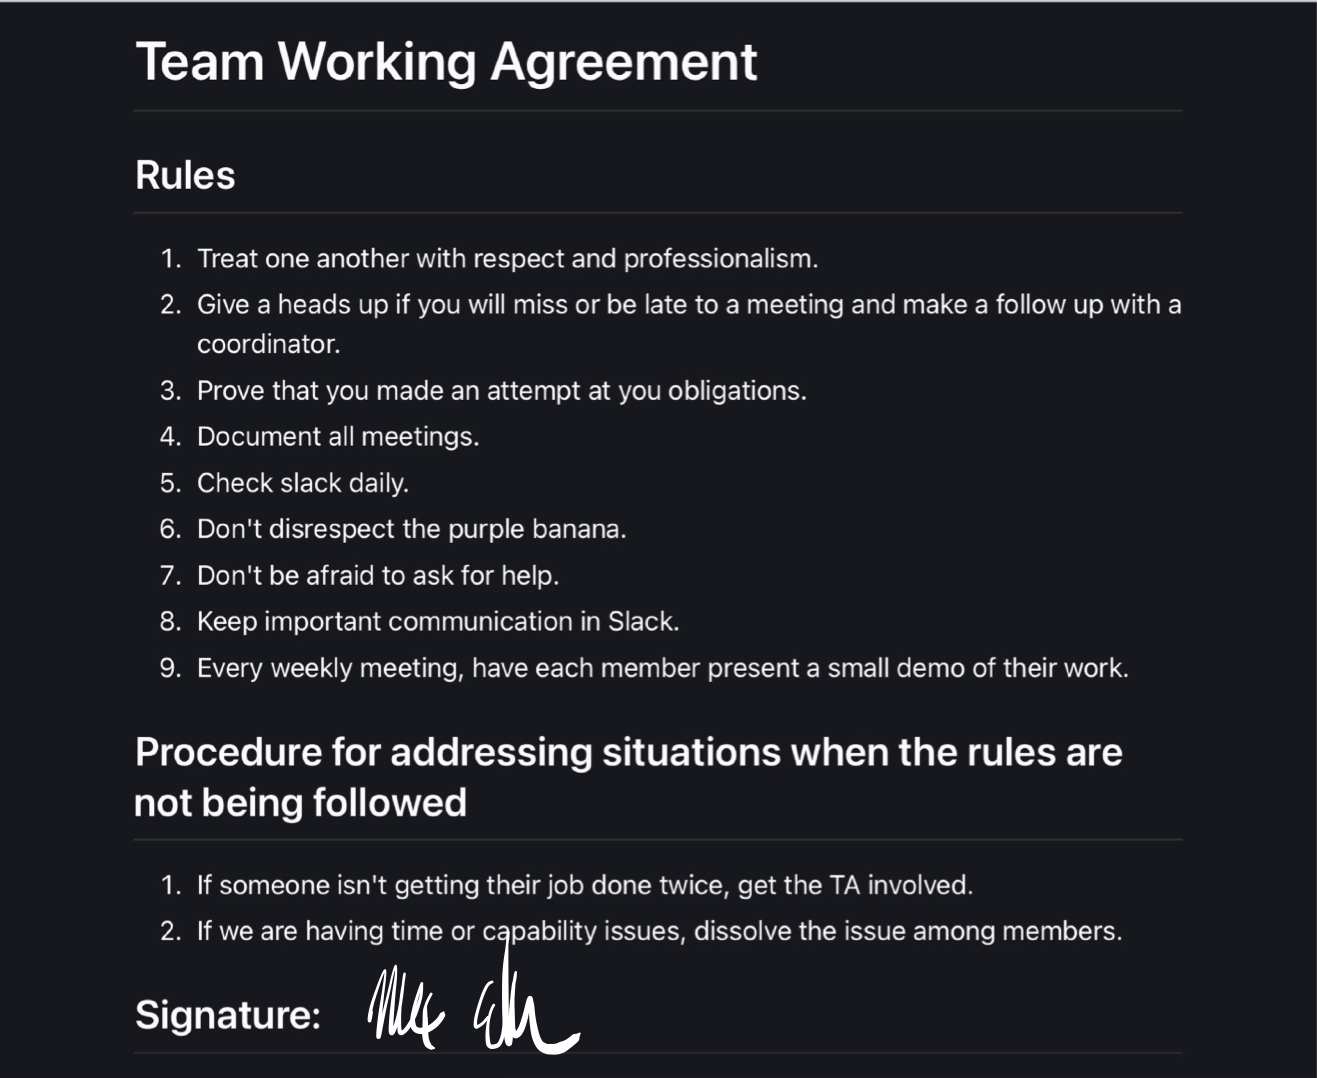 Team Working Agreement
Rules
1. Treat one another with respect and professionalism.
2. Give a heads up if you will miss or be late to a meeting and make a follow up with a
coordinator.
3. Prove that you made an attempt at you obligations.
4. Document all meetings.
5. Check slack daily.
6. Don't disrespect the purple banana.
7. Don't be afraid to ask for help.
8. Keep important communication in Slack.
9. Every weekly meeting, have each member present a small demo of their work.
Procedure for addressing situations when the rules are
not being followed
1. If someone isn't getting their job done twice, get the TA involved.
2. If we are having time or capability issues, dissolve the issue among members.
Signature: